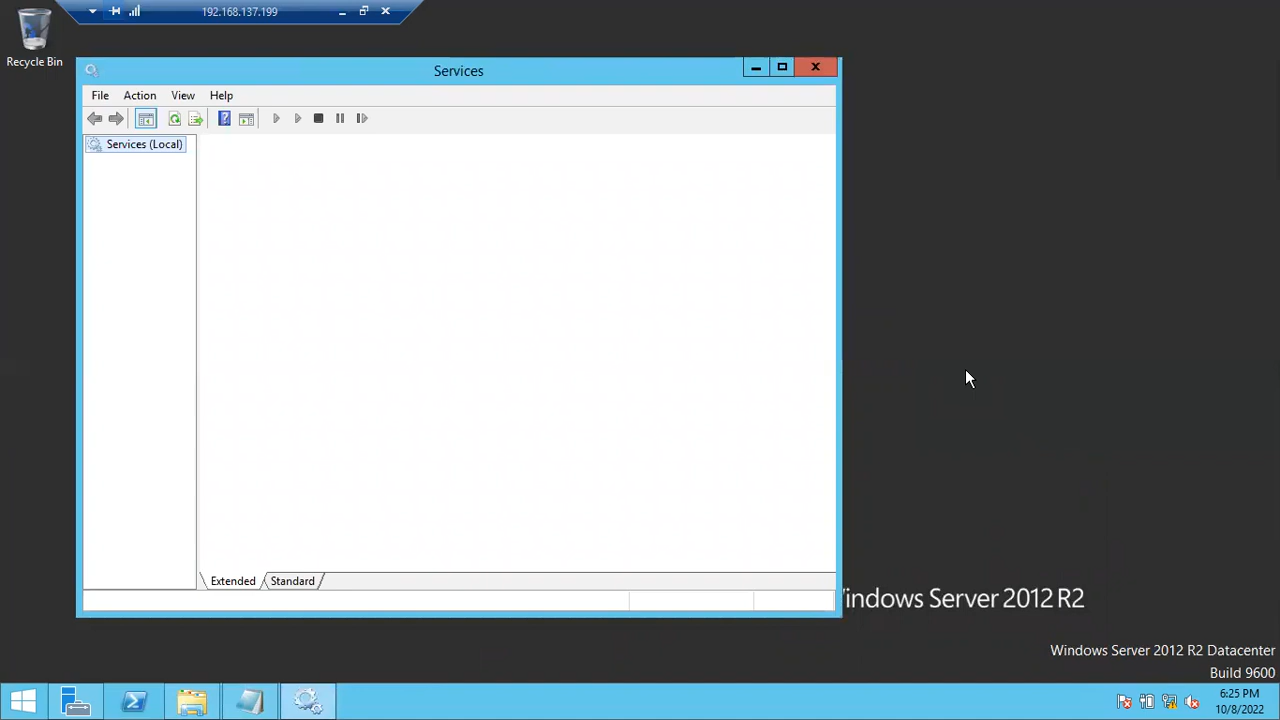 192.168.137.199
Recycle Bin
Services
File Action View Help
Services (Local)
Extended Standard
indows Server 2012 R2
Windows Server 2012 R2 Datacenter
Build 9600
6:25 PM
10/8/2022